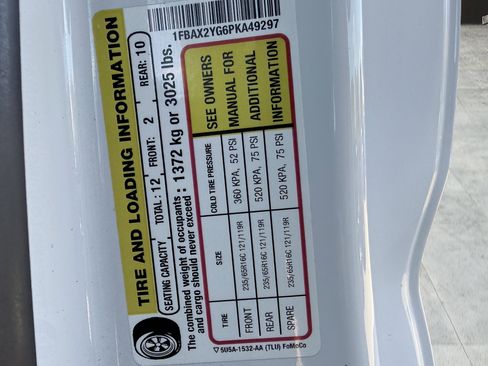 1FBAX2YG6PKA49297
TIRE AND LOADING INFORMATION
SEATING CAPACITY TOTAL: 12 FRONT: 2 REAR: 10
The combined weight of occupants
and cargo should never exceed : 1372 kg or 3025 lbs.
TIRE SIZE COLD TIRE PRESSURE
FRONT 235/65R16C 121/119R 360 KPA, 52 PSI
REAR 235/65R16C 121/119R 520 KPA, 75 PSI
SPARE 235/65R16C 121/119R 520 KPA, 75 PSI
SEE OWNERS
MANUAL FOR
ADDITIONAL
INFORMATION
5U5A-1532-AA (TLU) FoMoCo